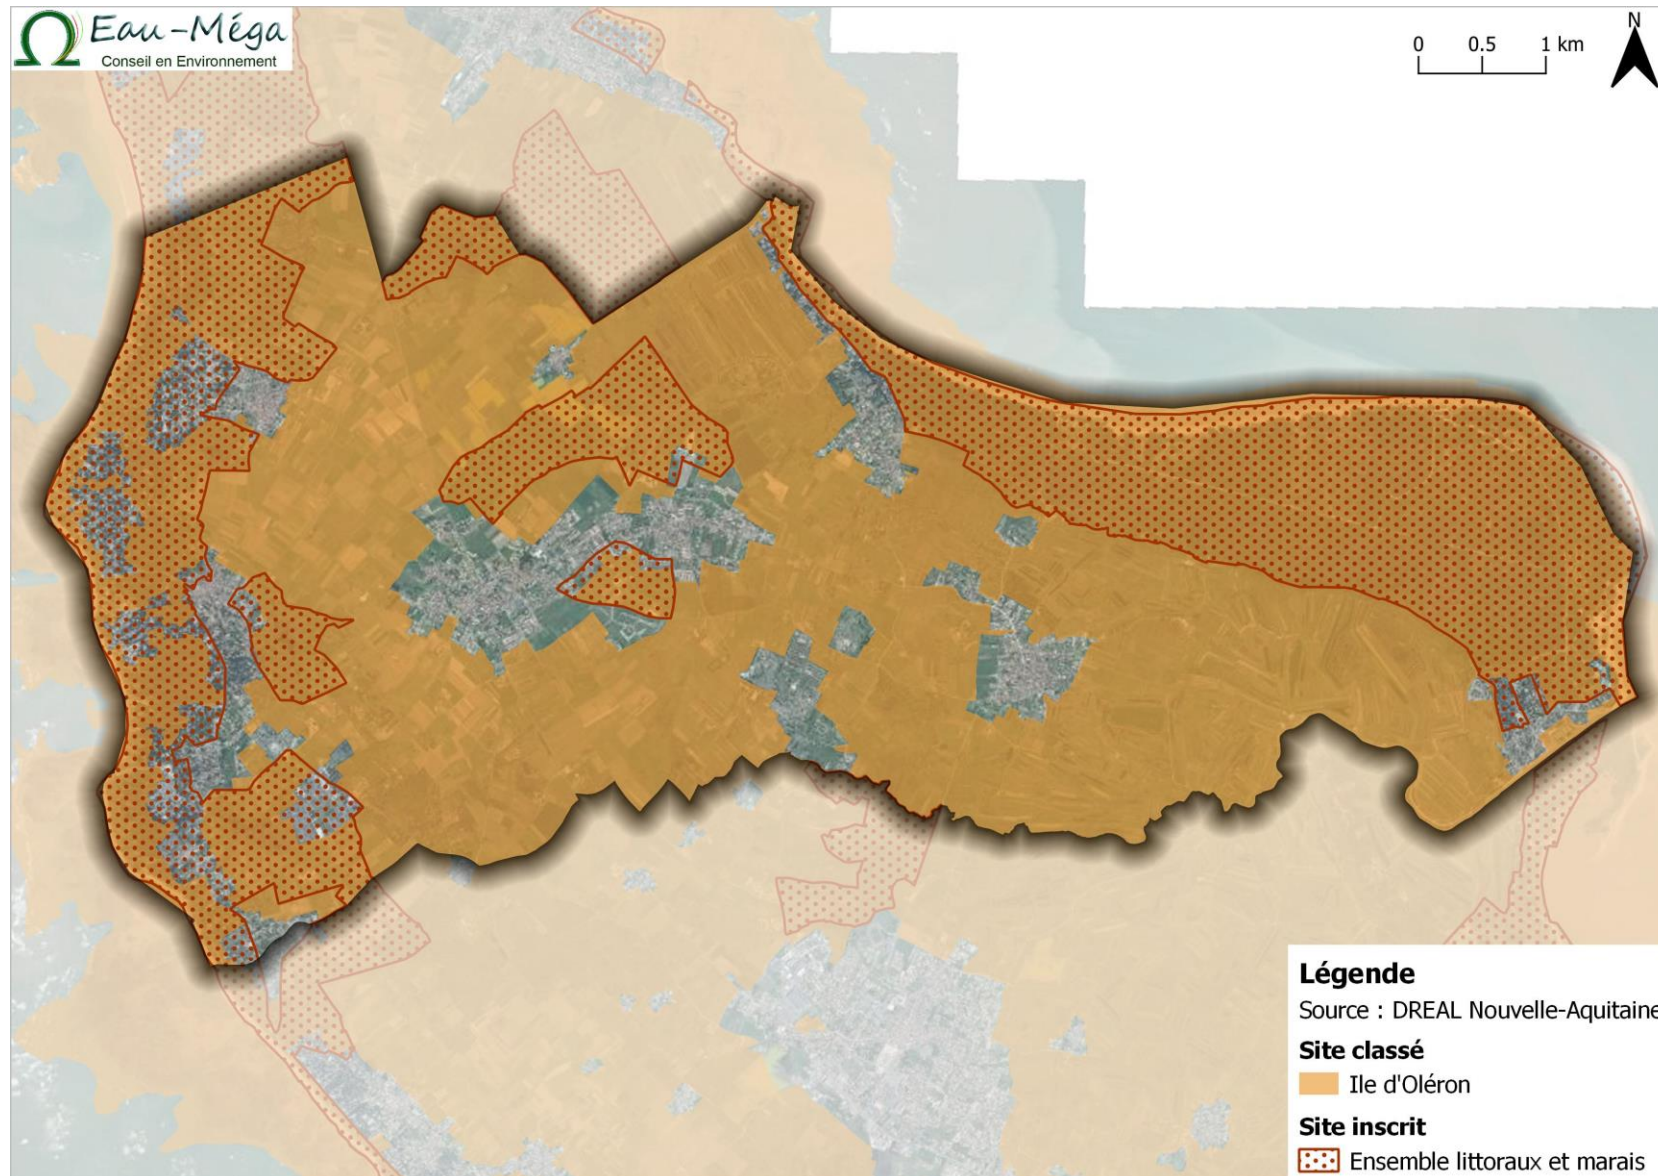 Eau-Méga
Conseil en Environnement
0 0.5 1 km
N
Légende
Source : DREAL Nouvelle-Aquitaine
Site classé
Ile d'Oléron
Site inscrit
Ensemble littoraux et marais